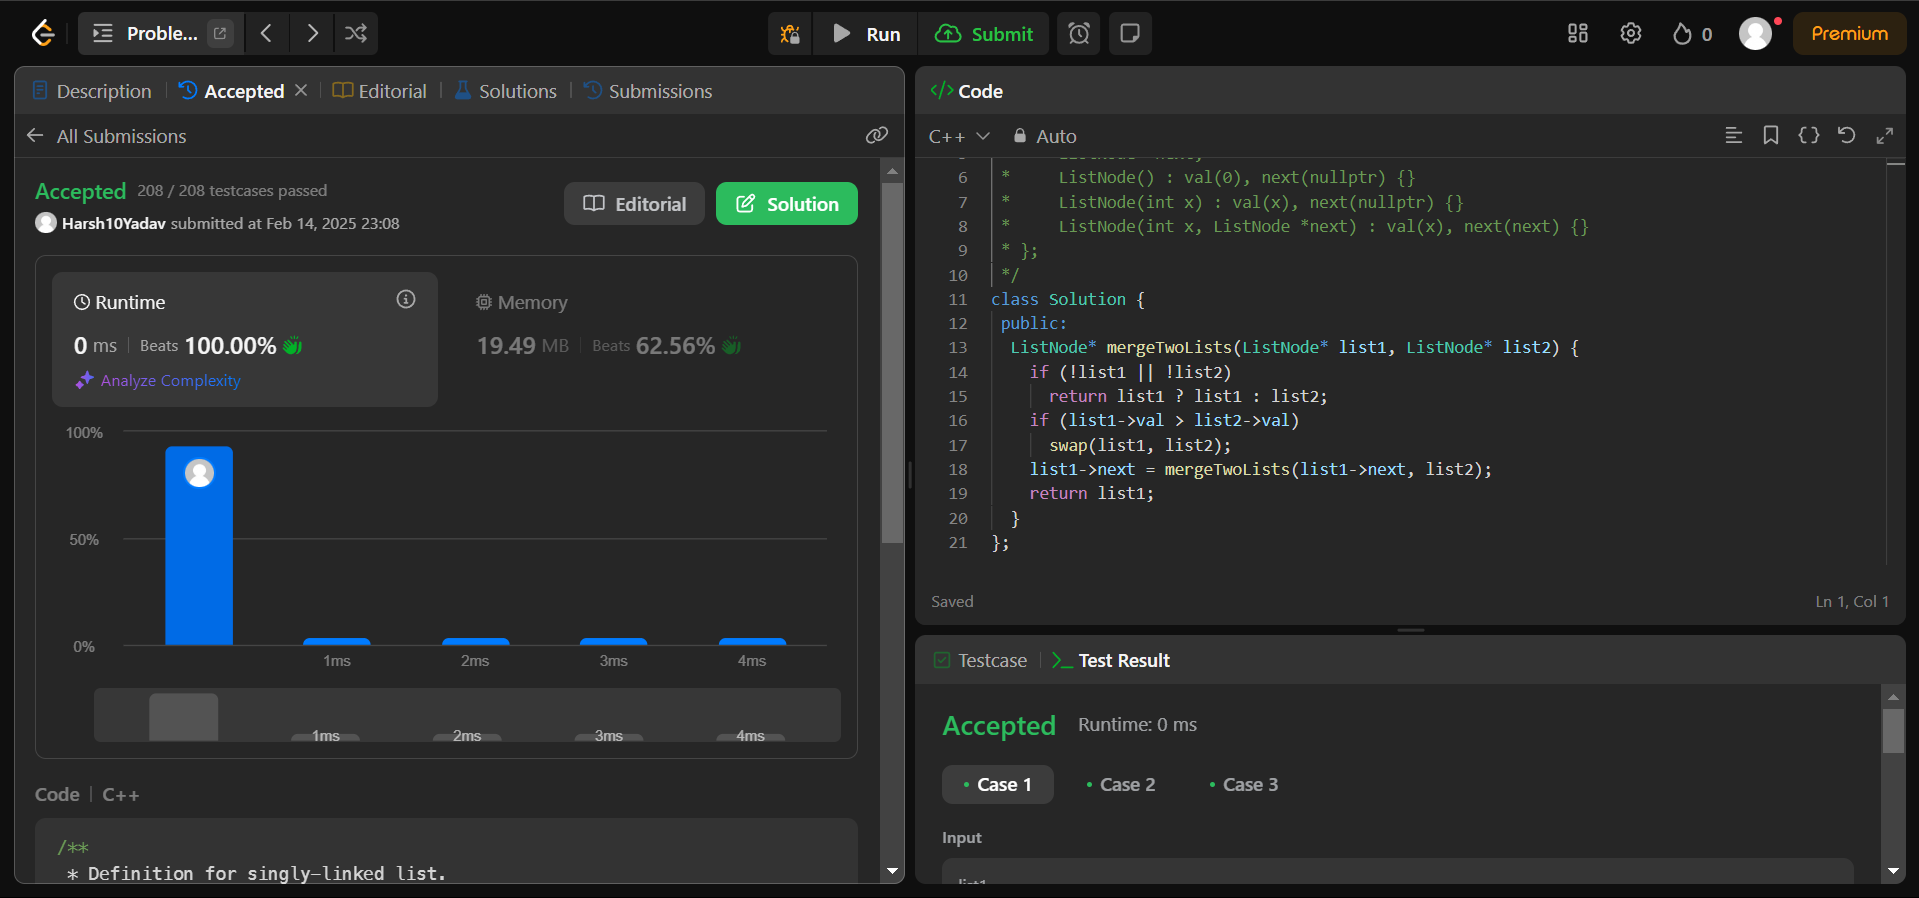 Proble...
Run
Submit
0
Premium
Description
Accepted
Editorial
Solutions
Submissions
All Submissions
Accepted 208 / 208 testcases passed
Harsh10Yadav submitted at Feb 14, 2025 23:08
Editorial
Solution
Runtime
0 ms Beats 100.00%
Analyze Complexity
Memory
19.49 MB Beats 62.56%
100%
50%
0%
1ms 2ms 3ms 4ms
1ms 2ms 3ms 4ms
Code C++
/**
* Definition for singly-linked list.
</> Code
C++ Auto
6 *     ListNode() : val(0), next(nullptr) {}
7 *     ListNode(int x) : val(x), next(nullptr) {}
8 *     ListNode(int x, ListNode *next) : val(x), next(next) {}
9 * };
10 */
11 class Solution {
12  public:
13   ListNode* mergeTwoLists(ListNode* list1, ListNode* list2) {
14     if (!list1 || !list2)
15       return list1 ? list1 : list2;
16     if (list1->val > list2->val)
17       swap(list1, list2);
18     list1->next = mergeTwoLists(list1->next, list2);
19     return list1;
20   }
21 };
Saved
Ln 1, Col 1
Testcase
Test Result
Accepted Runtime: 0 ms
Case 1
Case 2
Case 3
Input